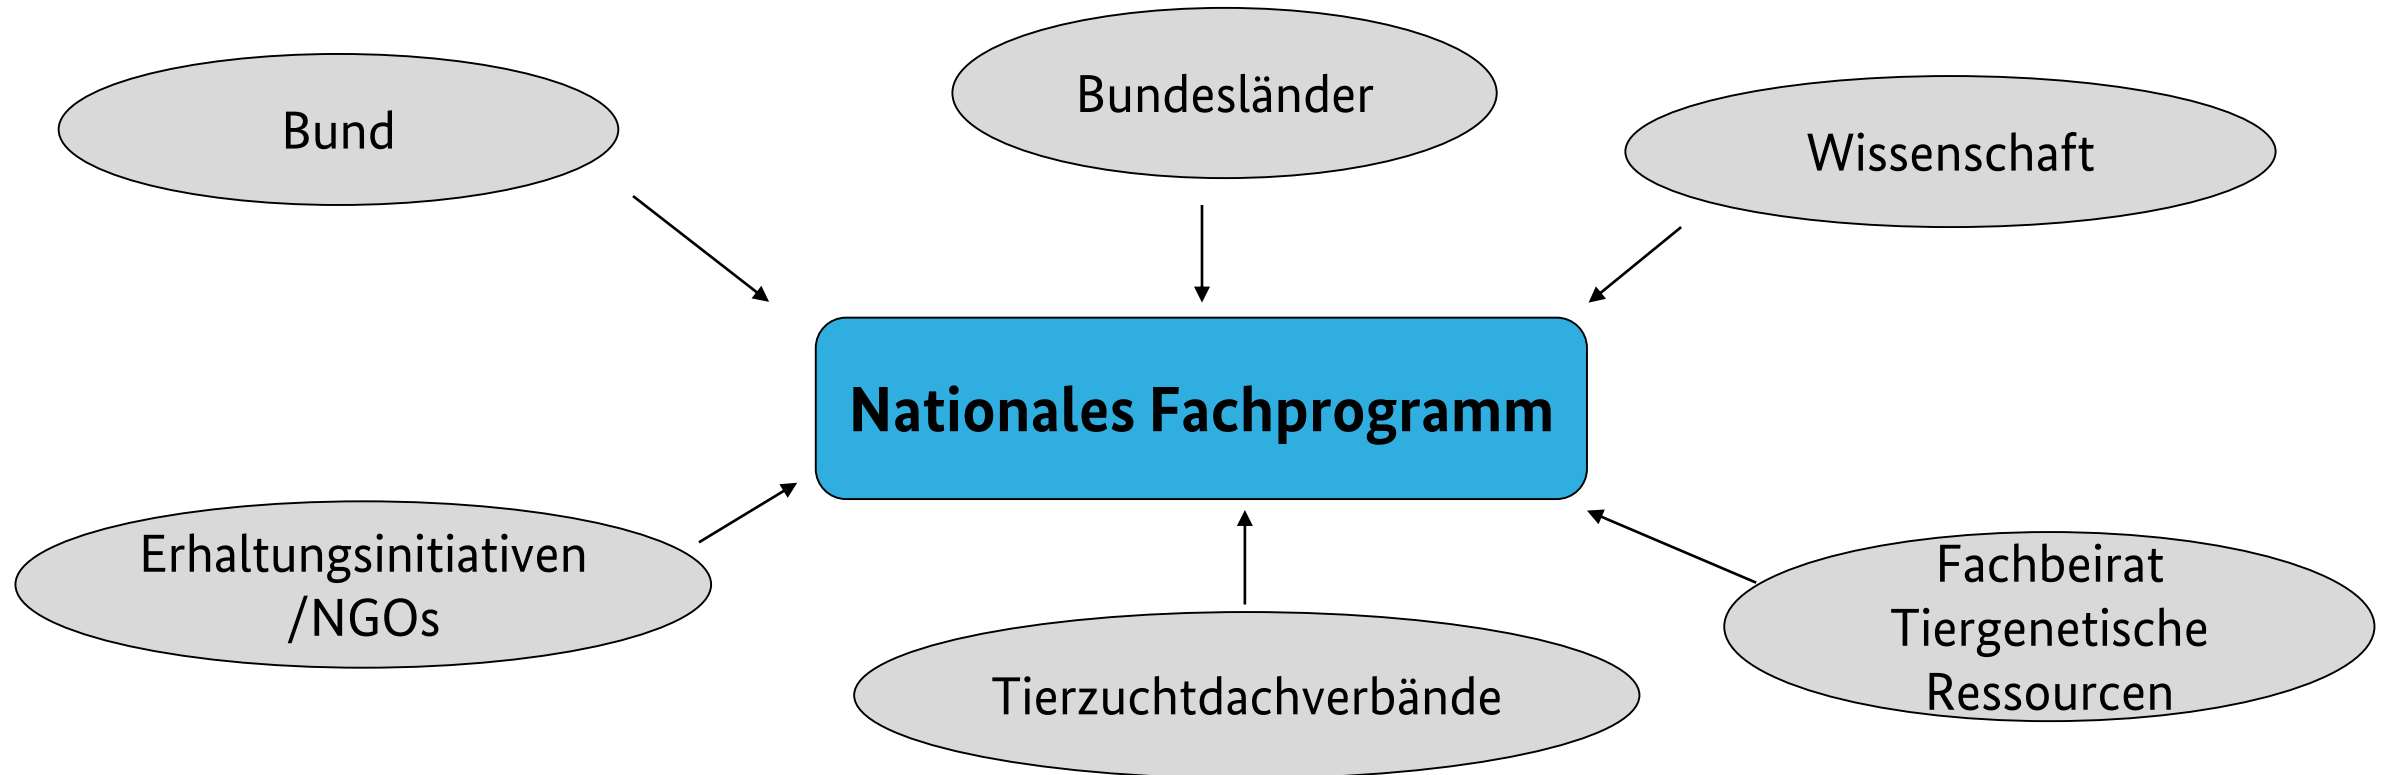 Bund
Bundesländer
Wissenschaft
Nationales Fachprogramm
Erhaltungsinitiativen
/NGOs
Tierzuchtdachverbände
Fachbeirat
Tiergenetische
Ressourcen